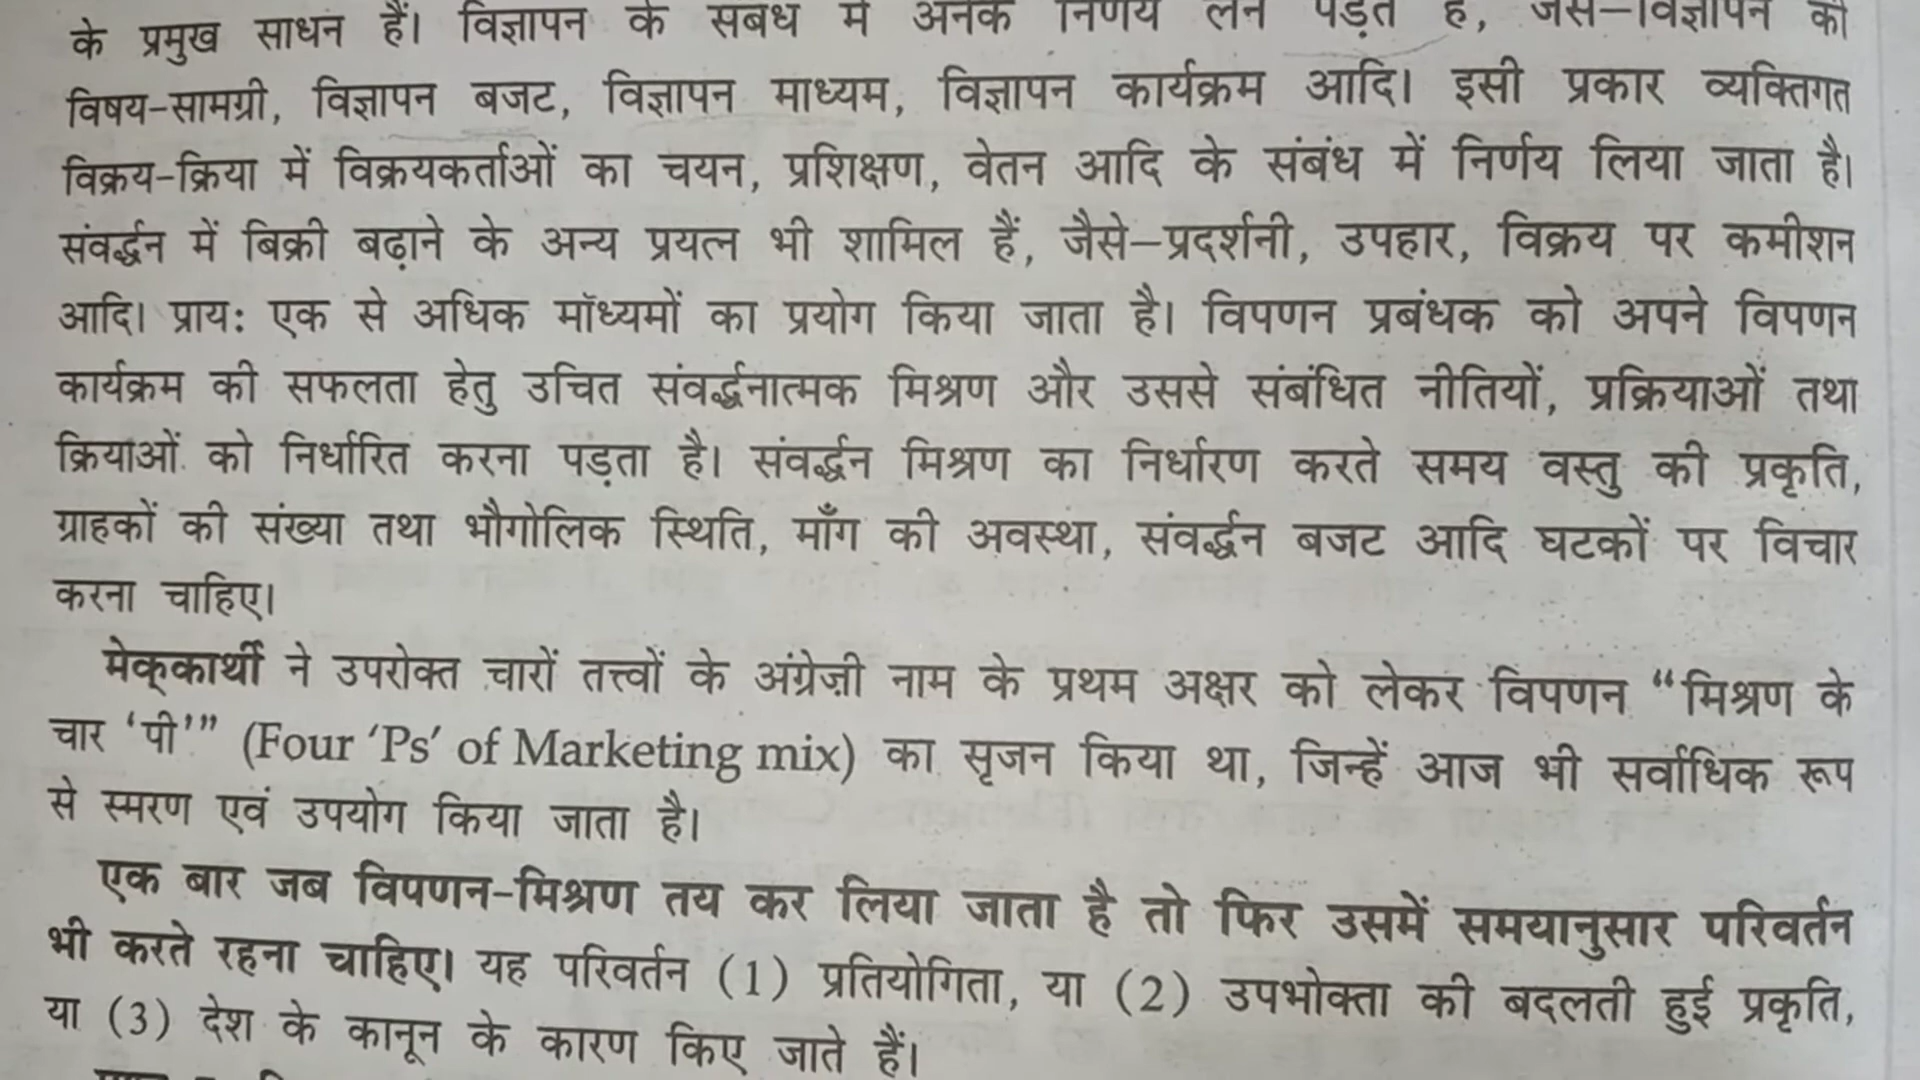 के प्रमुख साधन हैं। विज्ञापन के संबंध में अनेक निर्णय लेने पड़ते हैं, जैसे—विज्ञापन की
विषय-सामग्री, विज्ञापन बजट, विज्ञापन माध्यम, विज्ञापन कार्यक्रम आदि। इसी प्रकार व्यक्तिगत
विक्रय-क्रिया में विक्रयकर्ताओं का चयन, प्रशिक्षण, वेतन आदि के संबंध में निर्णय लिया जाता है।
संवर्द्धन में बिक्री बढ़ाने के अन्य प्रयत्न भी शामिल हैं, जैसे—प्रदर्शनी, उपहार, विक्रय पर कमीशन
आदि। प्राय: एक से अधिक मॉध्यमों का प्रयोग किया जाता है। विपणन प्रबंधक को अपने विपणन
कार्यक्रम की सफलता हेतु उचित संवर्द्धनात्मक मिश्रण और उससे संबंधित नीतियों, प्रक्रियाओं तथा
क्रियाओं को निर्धारित करना पड़ता है। संवर्द्धन मिश्रण का निर्धारण करते समय वस्तु की प्रकृति,
ग्राहकों की संख्या तथा भौगोलिक स्थिति, माँग की अवस्था, संवर्द्धन बजट आदि घटकों पर विचार
करना चाहिए।
मेक्कार्थी ने उपरोक्त चारों तत्त्वों के अंग्रेज़ी नाम के प्रथम अक्षर को लेकर विपणन “मिश्रण के
चार ‘पी’” (Four ‘Ps’ of Marketing mix) का सृजन किया था, जिन्हें आज भी सर्वाधिक रूप
से स्मरण एवं उपयोग किया जाता है।
एक बार जब विपणन-मिश्रण तय कर लिया जाता है तो फिर उसमें समयानुसार परिवर्तन
भी करते रहना चाहिए। यह परिवर्तन (1) प्रतियोगिता, या (2) उपभोक्ता की बदलती हुई प्रकृति,
या (3) देश के कानून के कारण किए जाते हैं।